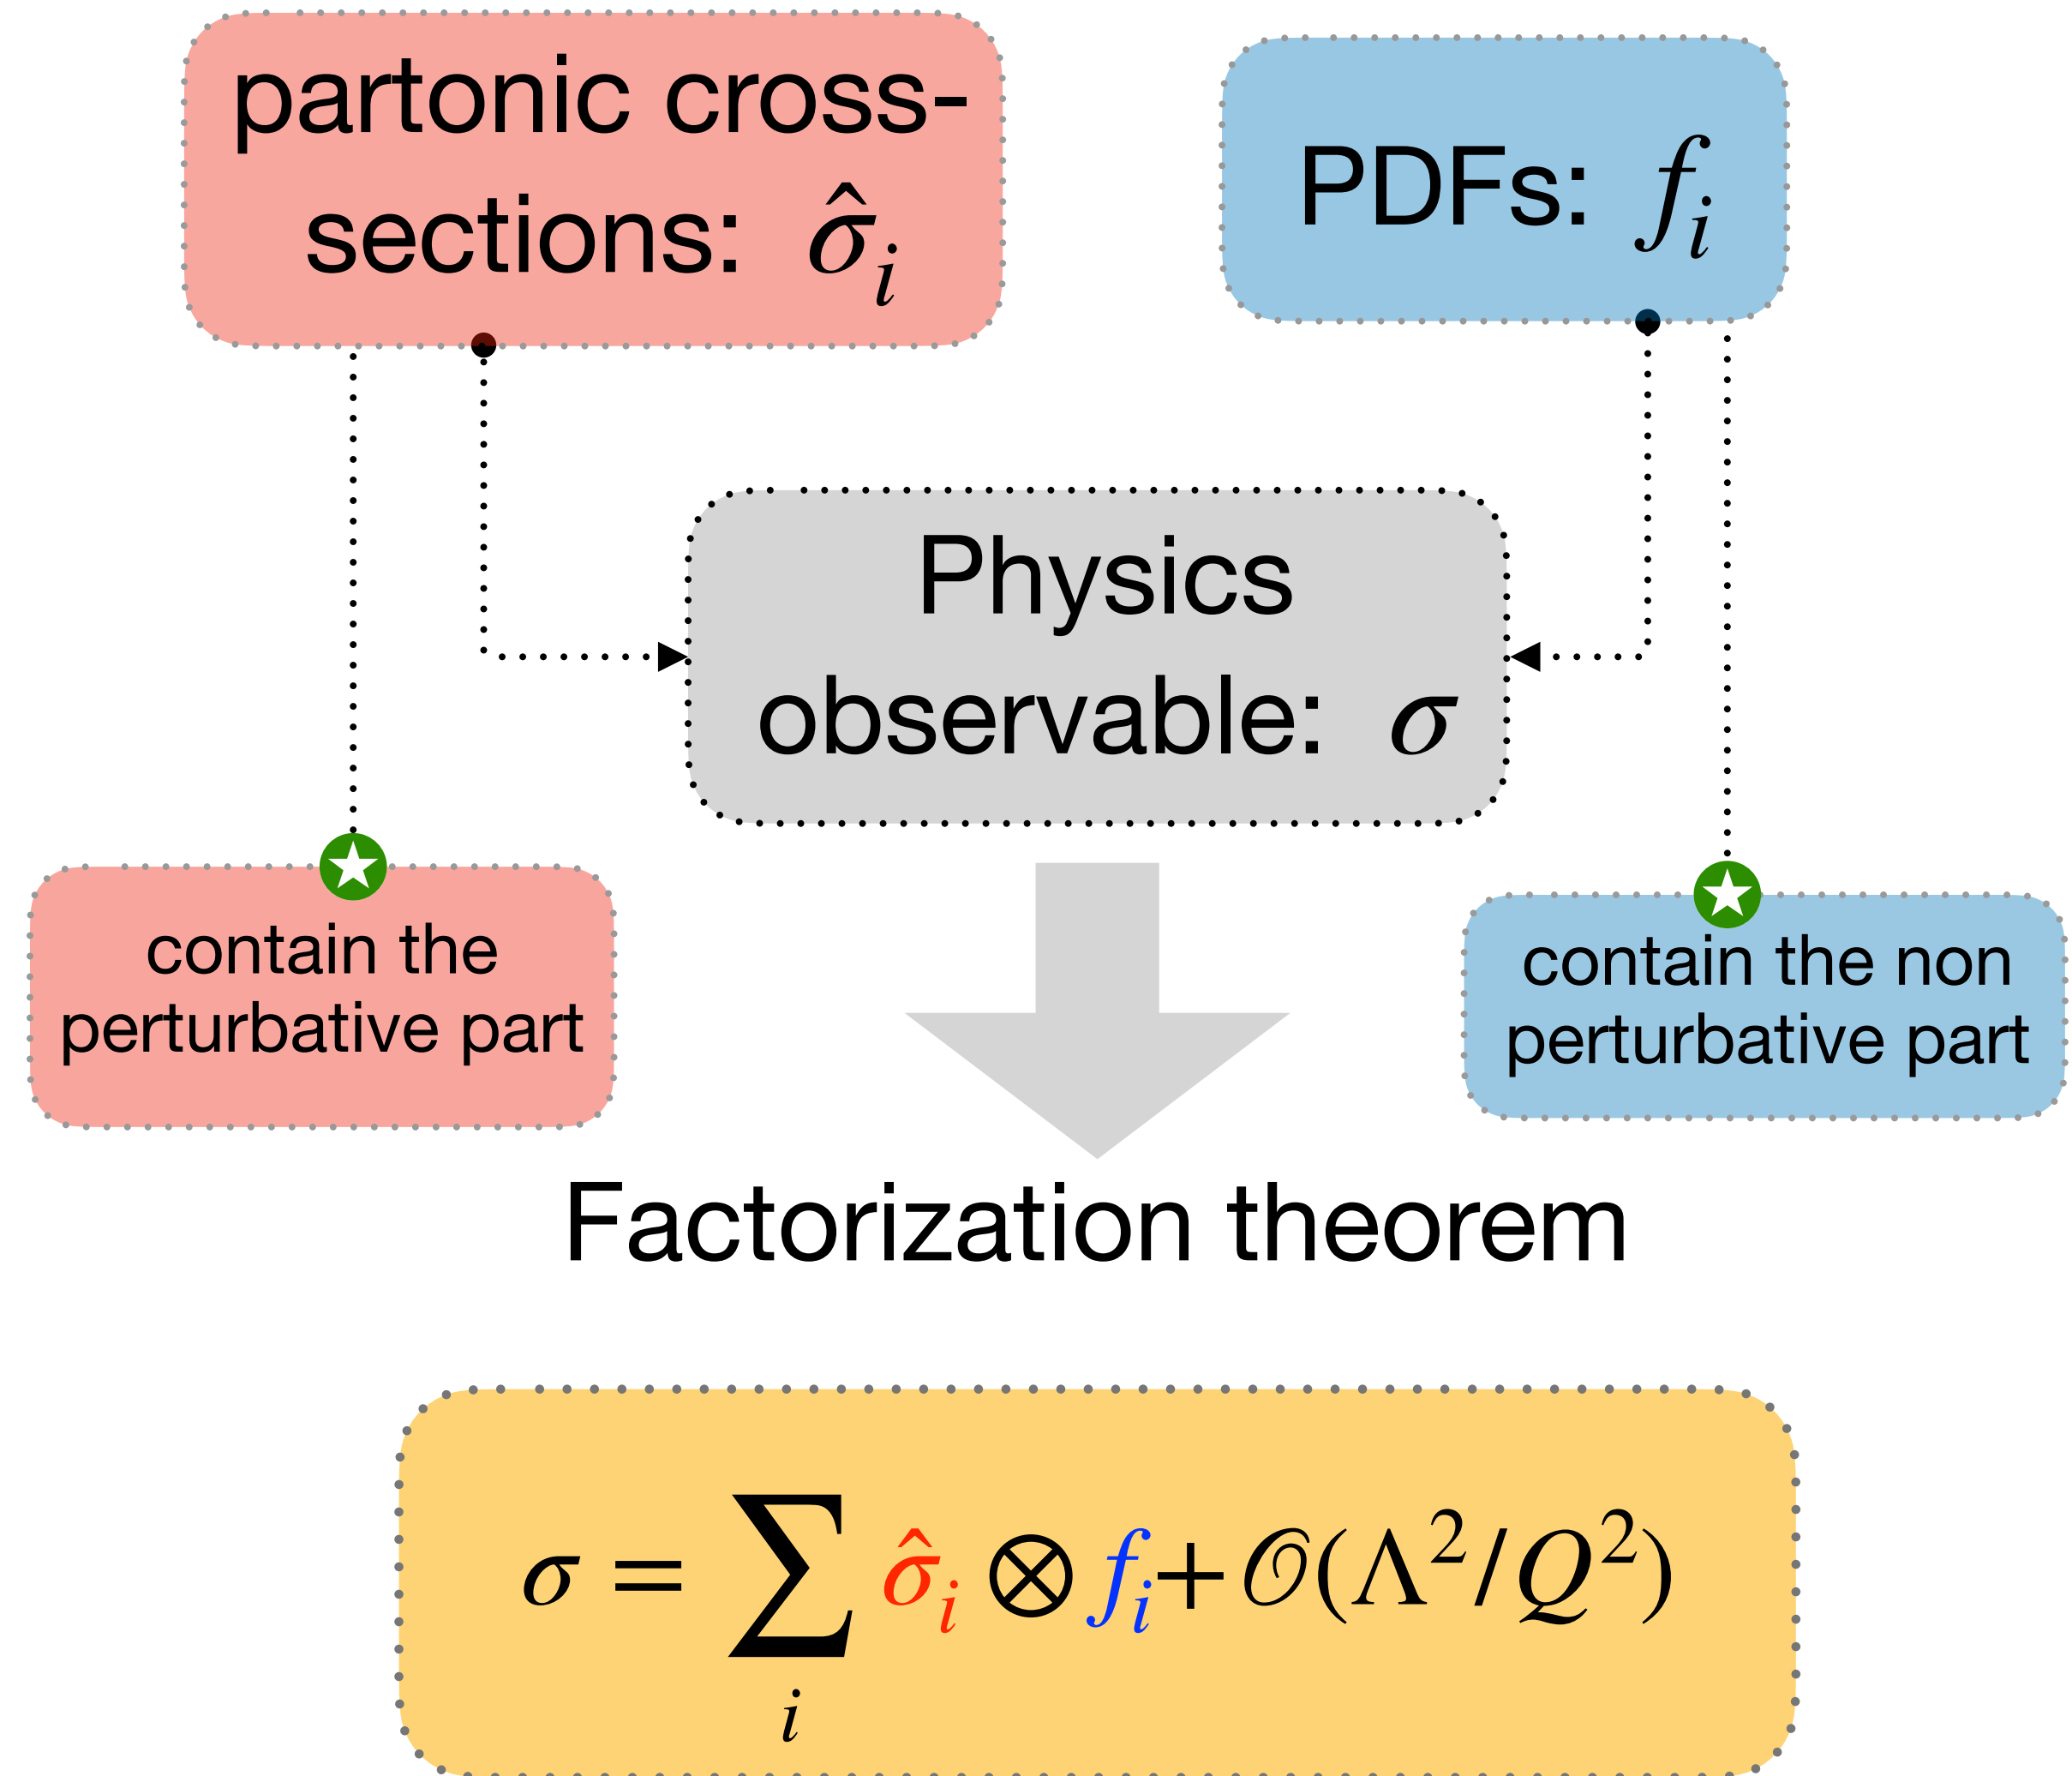 partonic cross-
sections: σ̂ᵢ
PDFs: fᵢ
Physics
observable: σ
contain the
perturbative part
contain the non
perturbative part
Factorization theorem
σ = ∑ᵢ σ̂ᵢ ⊗ fᵢ + 𝒪(Λ²/Q²)